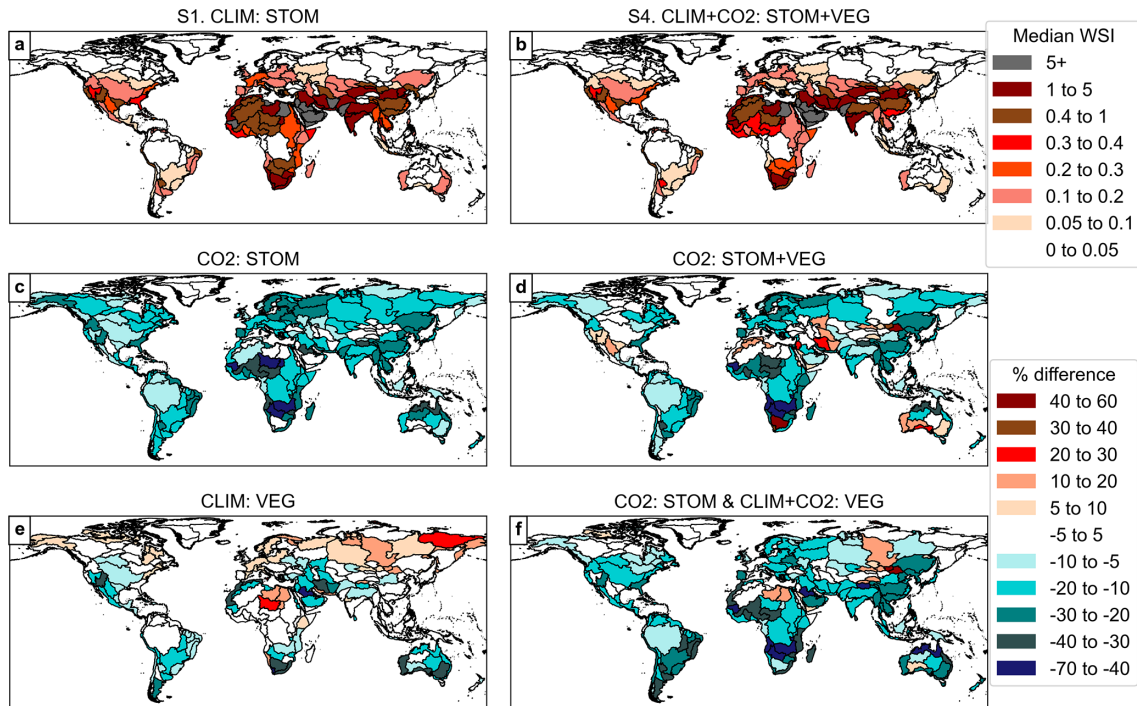 S1. CLIM: STOM
S4. CLIM+CO2: STOM+VEG
a
b
Median WSI
5+
1 to 5
0.4 to 1
0.3 to 0.4
0.2 to 0.3
0.1 to 0.2
0.05 to 0.1
0 to 0.05
CO2: STOM
CO2: STOM+VEG
c
d
% difference
40 to 60
30 to 40
20 to 30
10 to 20
5 to 10
-5 to 5
-10 to -5
-20 to -10
-30 to -20
-40 to -30
-70 to -40
CLIM: VEG
CO2: STOM & CLIM+CO2: VEG
e
f